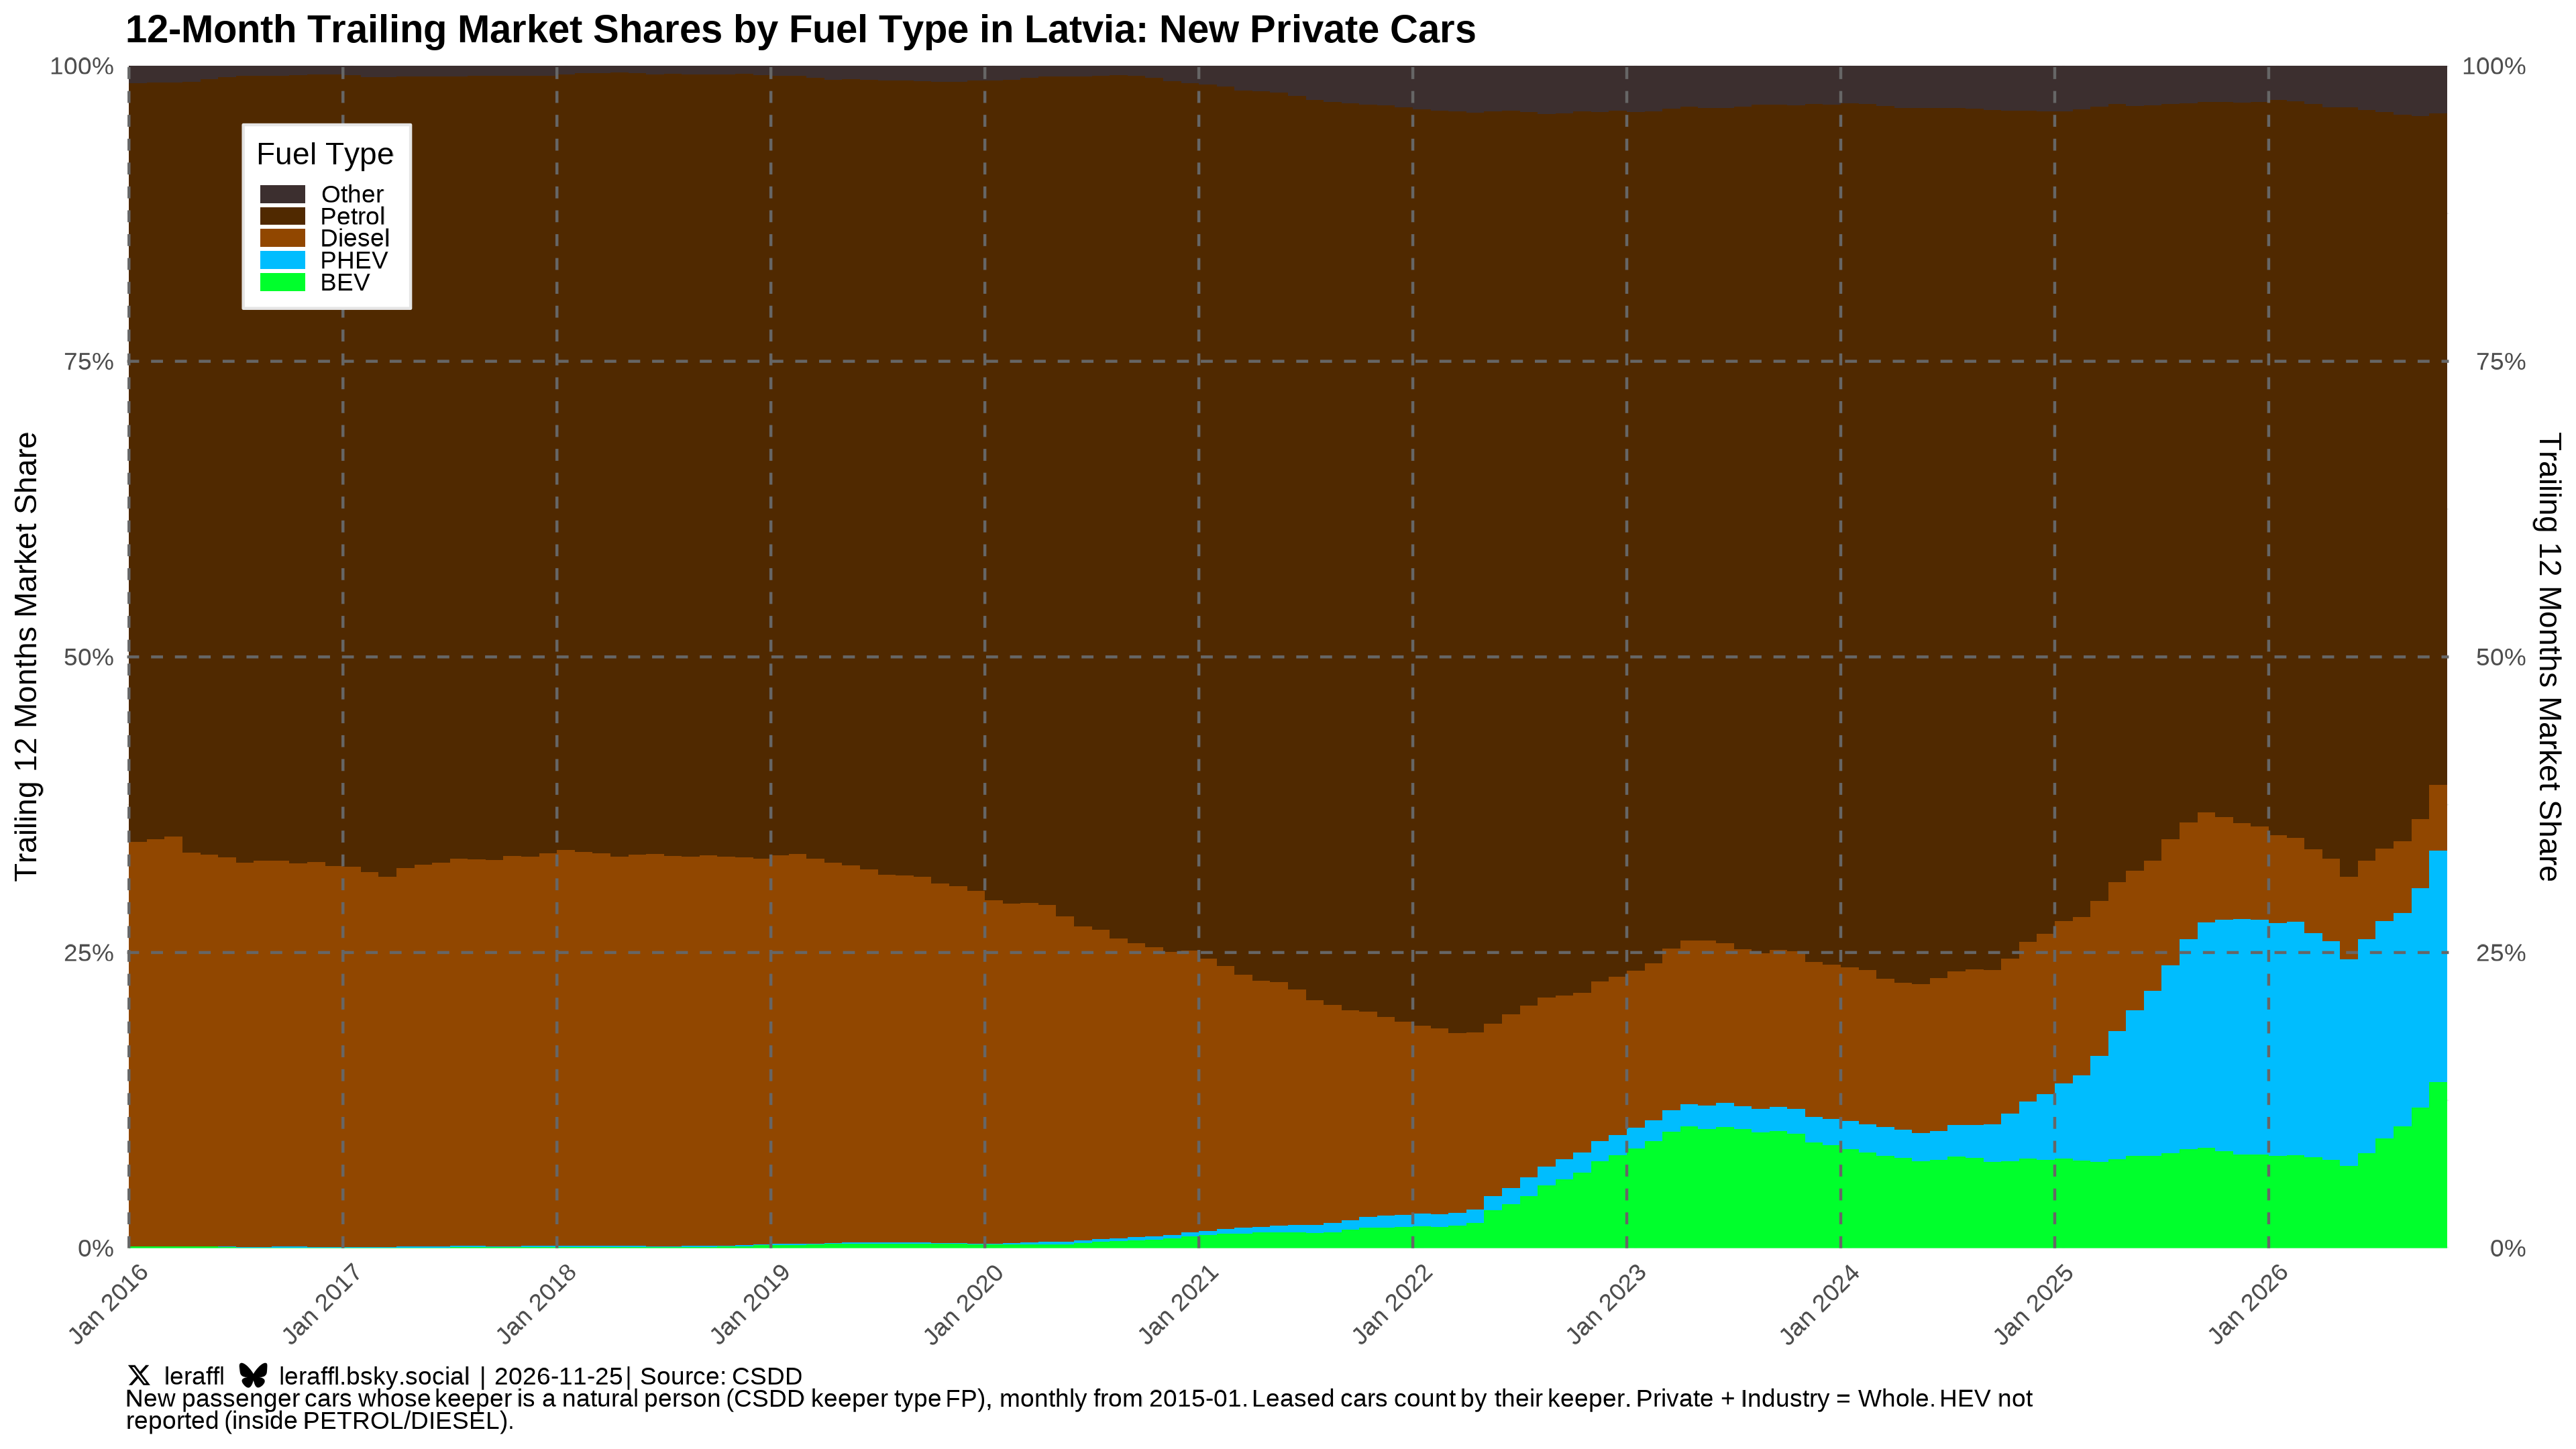 12-Month Trailing Market Shares by Fuel Type in Latvia: New Private Cars
100%
100%
Fuel Type
Other
Petrol
Diesel
PHEV
BEV
75%
75%
Trailing 12 Months Market Share
Trailing 12 Months Market Share
50%
50%
25%
25%
0%
0%
Jan 2016
Jan 2017
Jan 2018
Jan 2019
Jan 2020
Jan 2021
Jan 2022
Jan 2023
Jan 2024
Jan 2025
Jan 2026
leraffl leraffl.bsky.social | 2026-11-25| Source: CSDD
New passenger cars whose keeper is a natural person (CSDD keeper type FP), monthly from 2015-01. Leased cars count by their keeper. Private + Industry = Whole. HEV not
reported (inside PETROL/DIESEL).